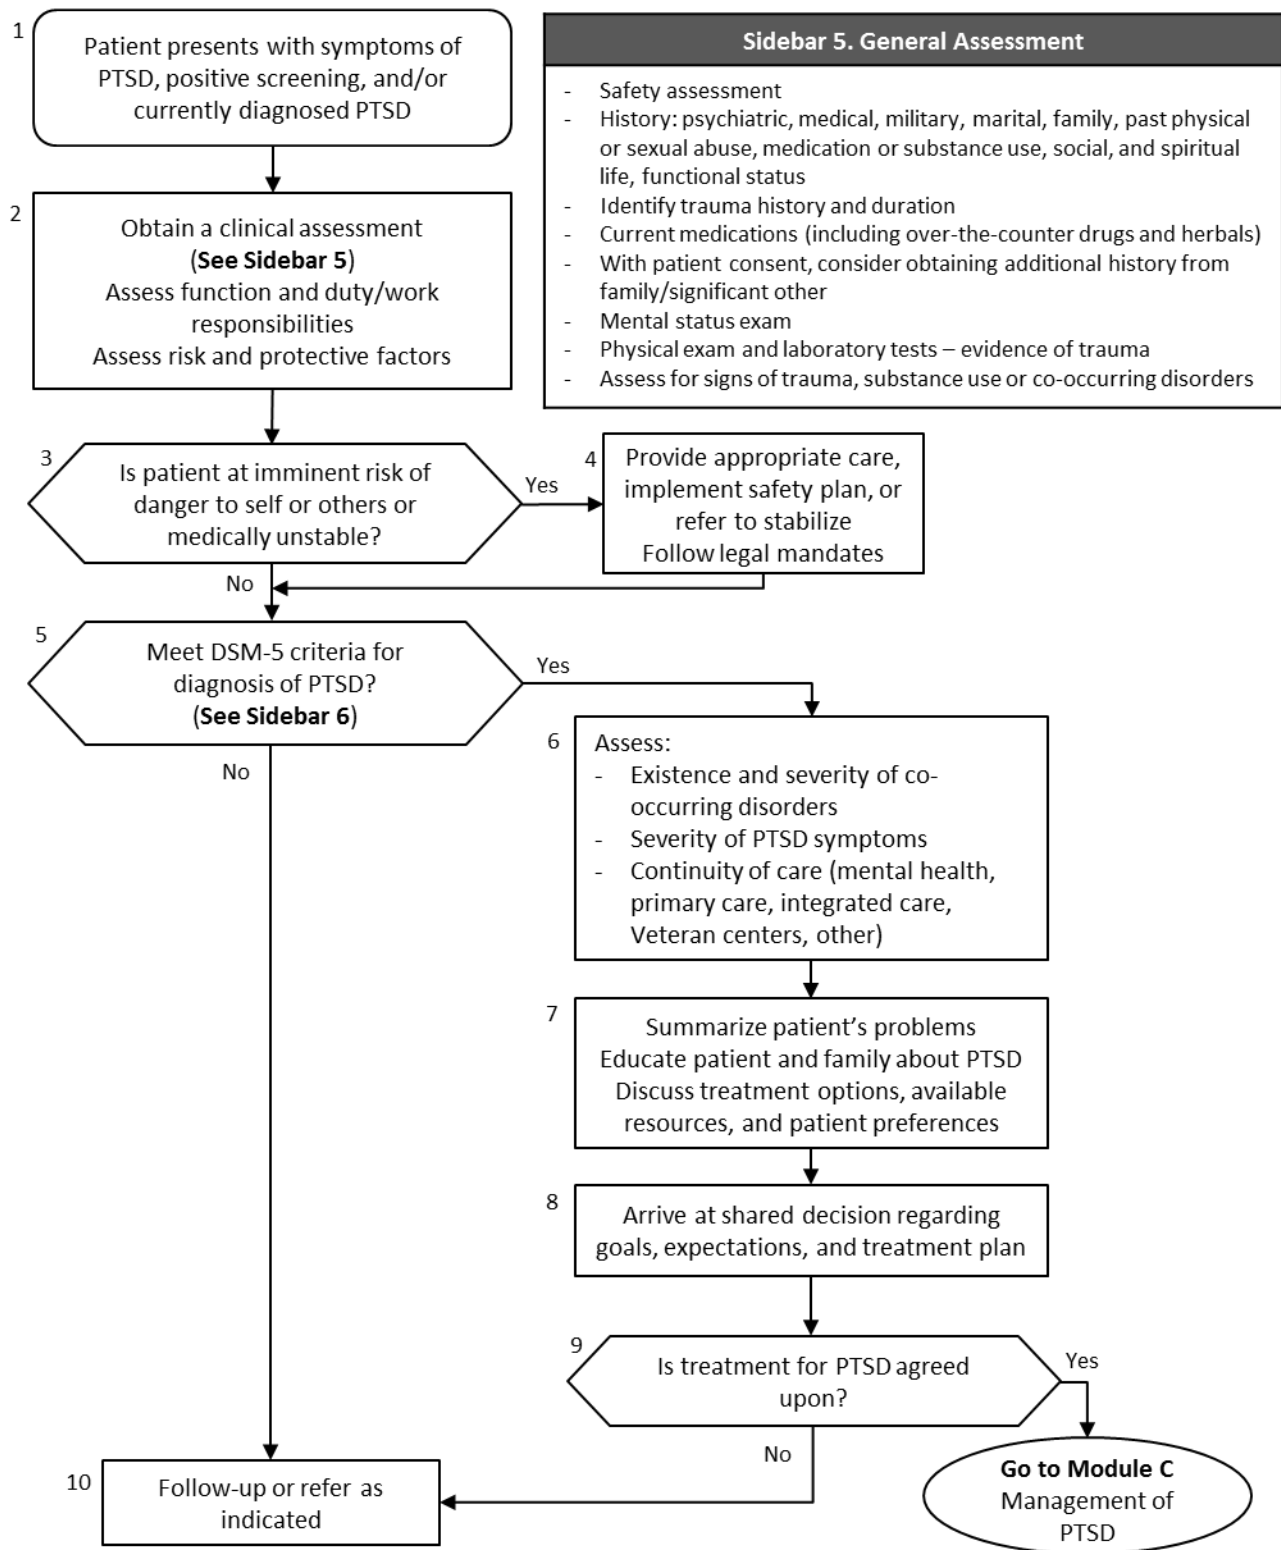 1
Patient presents with symptoms of
PTSD, positive screening, and/or
currently diagnosed PTSD
Sidebar 5. General Assessment
- Safety assessment
- History: psychiatric, medical, military, marital, family, past physical
or sexual abuse, medication or substance use, social, and spiritual
life, functional status
- Identify trauma history and duration
- Current medications (including over-the-counter drugs and herbals)
- With patient consent, consider obtaining additional history from
family/significant other
- Mental status exam
- Physical exam and laboratory tests – evidence of trauma
- Assess for signs of trauma, substance use or co-occurring disorders
2
Obtain a clinical assessment
(See Sidebar 5)
Assess function and duty/work
responsibilities
Assess risk and protective factors
3
Is patient at imminent risk of
danger to self or others or
medically unstable?
Yes
4
Provide appropriate care,
implement safety plan, or
refer to stabilize
Follow legal mandates
No
5
Meet DSM-5 criteria for
diagnosis of PTSD?
(See Sidebar 6)
Yes
No
6
Assess:
- Existence and severity of co-
occurring disorders
- Severity of PTSD symptoms
- Continuity of care (mental health,
primary care, integrated care,
Veteran centers, other)
7
Summarize patient’s problems
Educate patient and family about PTSD
Discuss treatment options, available
resources, and patient preferences
8
Arrive at shared decision regarding
goals, expectations, and treatment plan
9
Is treatment for PTSD agreed
upon?
Yes
No
Go to Module C
Management of
PTSD
10
Follow-up or refer as
indicated